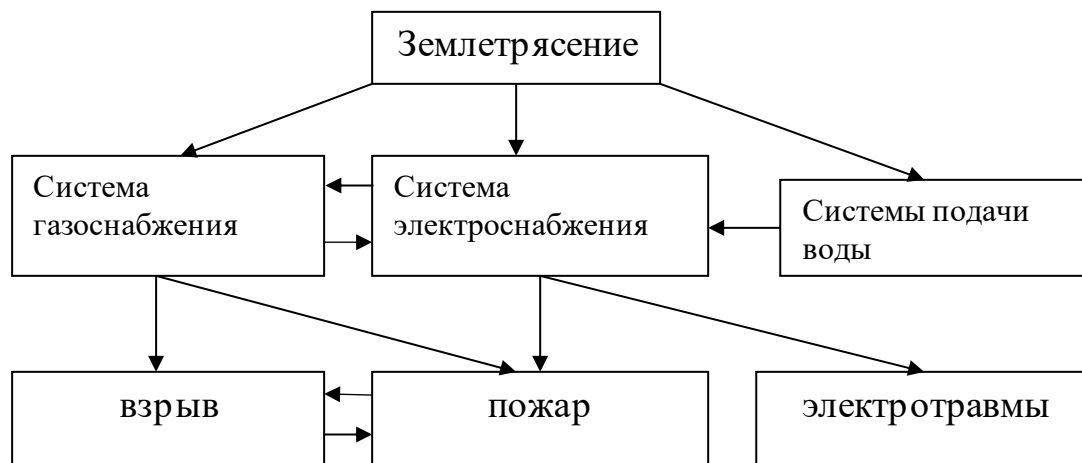 Землетрясение
Система
газоснабжения
Система
электроснабжения
Системы подачи
воды
взрыв
пожар
электротравмы